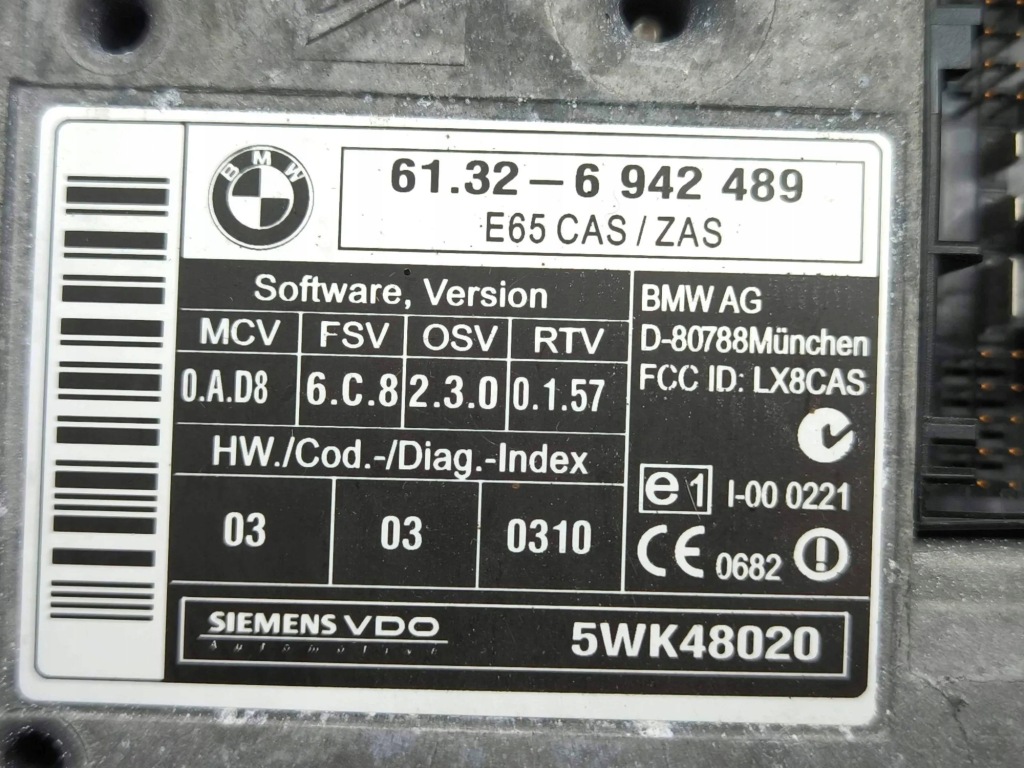 BMW
61.32-6 942 489
E65 CAS / ZAS
Software, Version
MCV FSV OSV RTV
0.A.D8 6.C.8 2.3.0 0.1.57
HW./Cod.-/Diag.-Index
03 03 0310
BMW AG
D-80788München
FCC ID: LX8CAS
e1 I-00 0221
CE 0682
SIEMENS VDO
Automotive
5WK48020